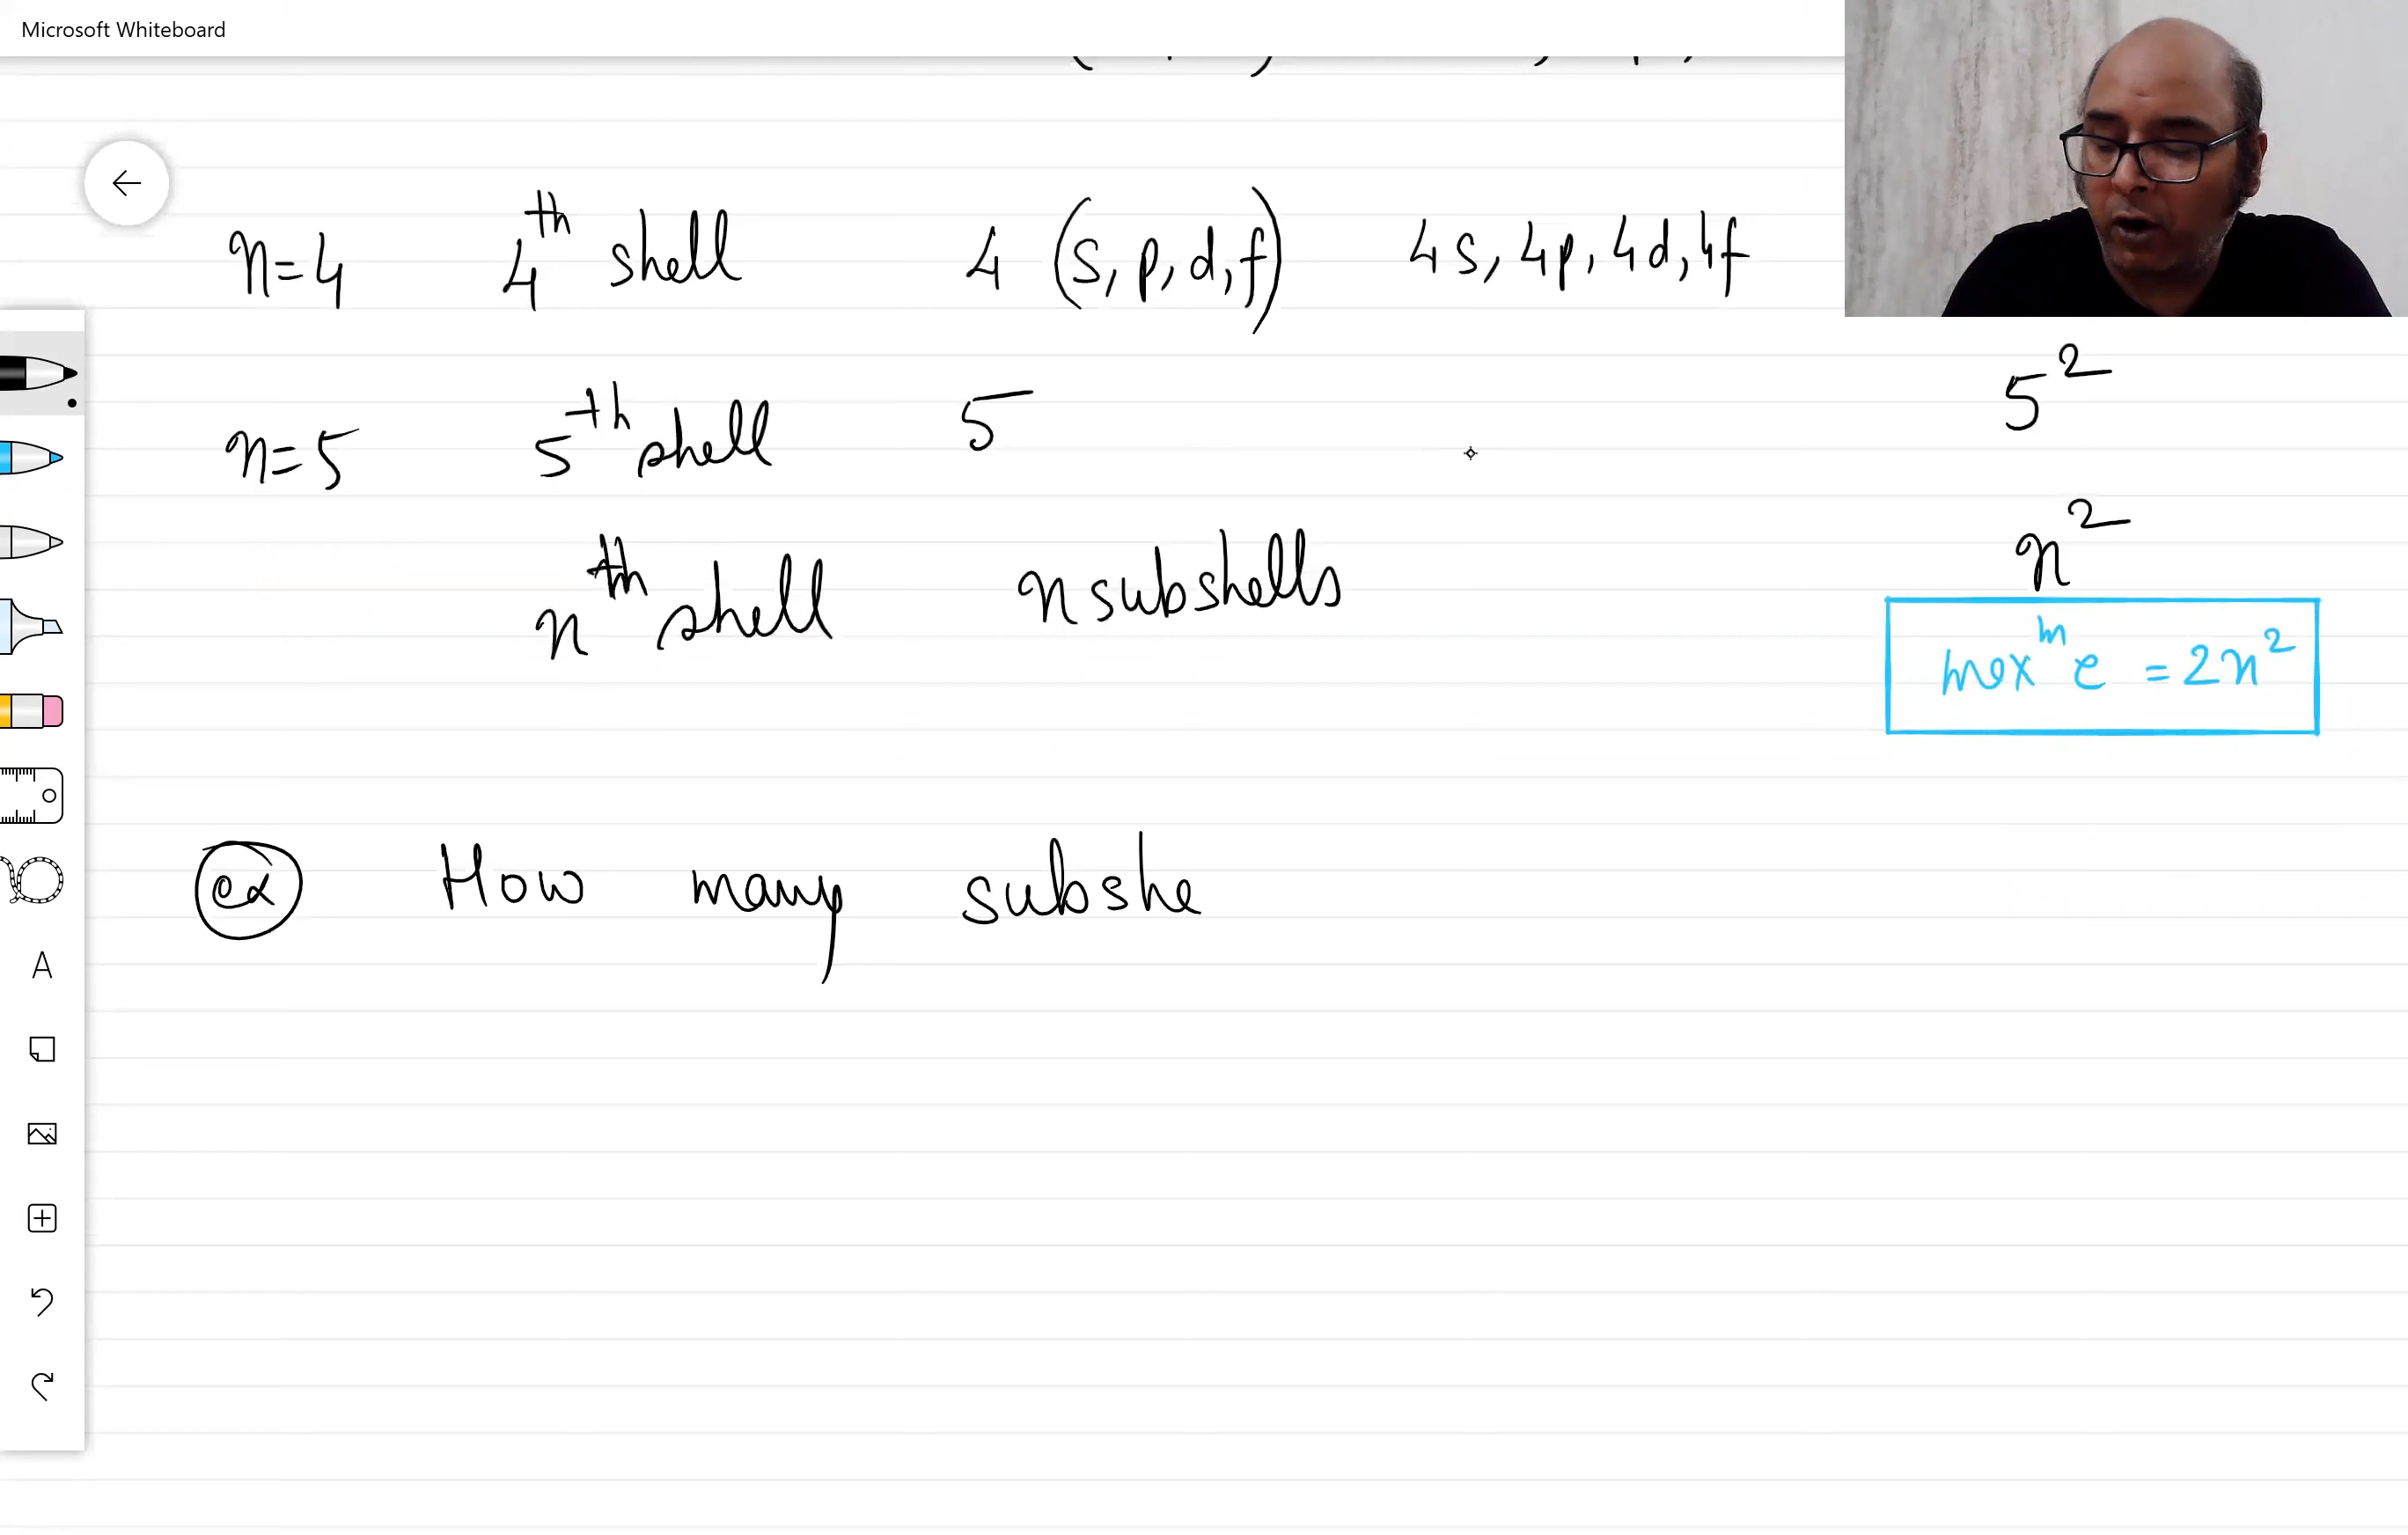 Microsoft Whiteboard
n=4 4th shell 4 (s, p, d, f) 4s, 4p, 4d, 4f
n=5 5th shell 5 5²
nth shell n subshells n²
maxᵐ e = 2n²
ex How many subshe
A